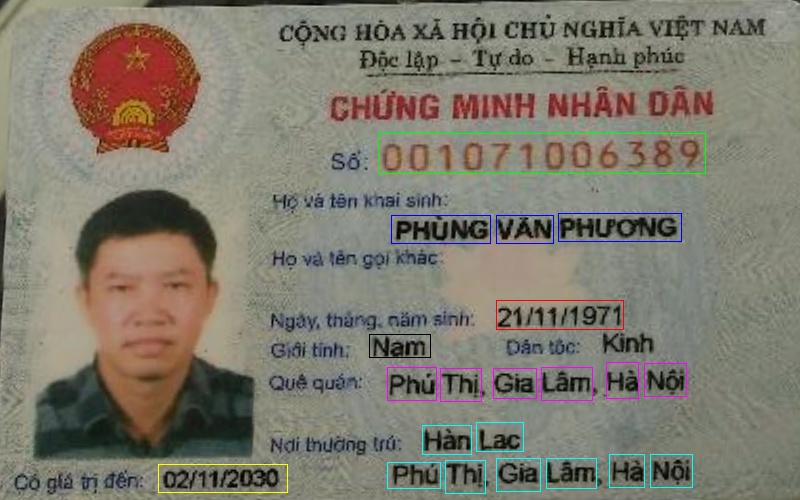 CỘNG HÒA XÃ HỘI CHỦ NGHĨA VIỆT NAM
Độc lập - Tự do - Hạnh phúc
CHỨNG MINH NHÂN DÂN
Số: 001071006389
Họ và tên khai sinh:
PHÙNG VĂN PHƯƠNG
Họ và tên gọi khác:
Ngày, tháng, năm sinh: 21/11/1971
Giới tính: Nam Dân tộc: Kinh
Quê quán: Phú Thị, Gia Lâm, Hà Nội
Nơi thường trú: Hàn Lạc
Phú Thị, Gia Lâm, Hà Nội
Có giá trị đến: 02/11/2030